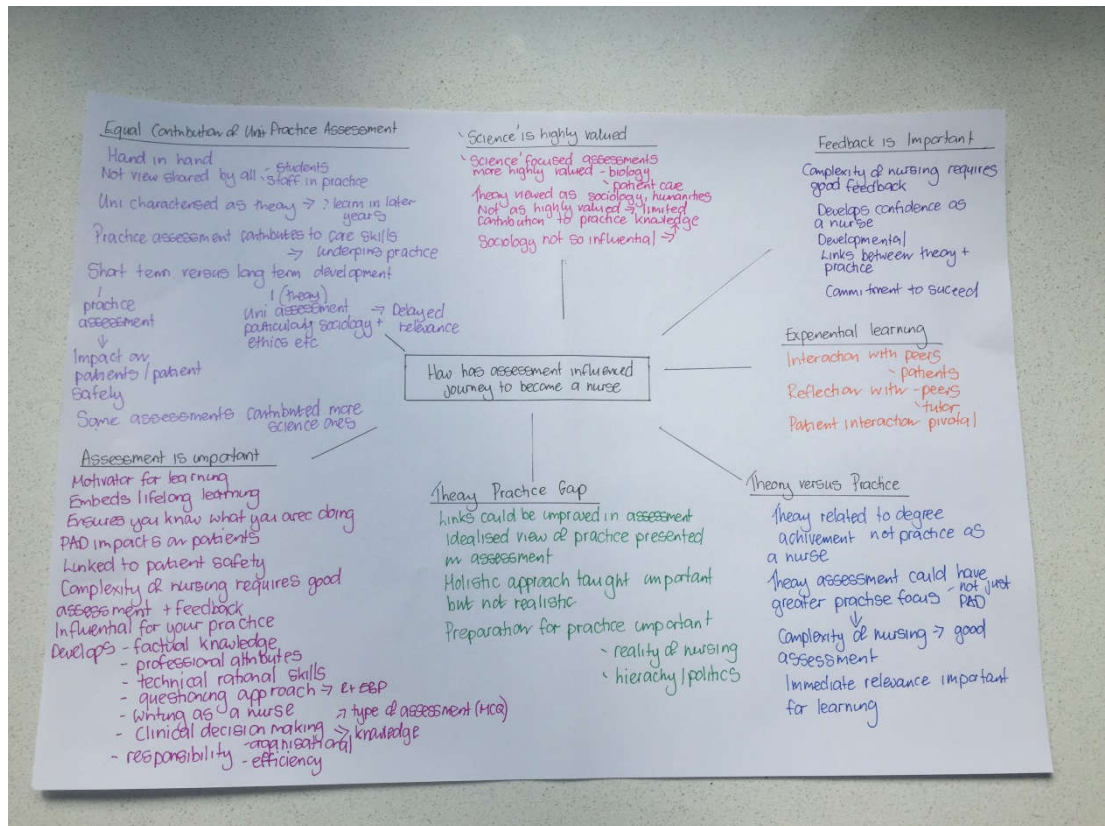 Equal Contribution of Uni Practice Assessment
Hand in hand
Not view shared by all - students
- staff in practice
Uni charactensed as theory → ? learn in later
years
Practice assessment contributes to core skills
→ underpins practice
Short term versus long term development
practice
assessment
↓
Impact on
patients/patient
safely
(theory)
Uni assessment → Delayed
particulary sociology + relevance
ethics etc
Some assessments contributed more
science ones
'Science' is highly valued
'Science' focused assessments
more highly valued - biology
patient care
Theory viewed as sociology, humanities
Not as highly valued → limited
contribution to practice knowledge
Sociology not so influential →
Feedback is Important
Complexity of nursing requires
good feedback
Develops confidence as
a nurse
Developmental
Links between theory +
practice
Commitment to suceed
How has assessment influenced
journey to become a nurse
Experiential learning
Interaction with peers
patients
Reflection with - peers
tutor
Patient interaction pivotal
Assessment is important
Motivator for learning
Embeds lifelong learning
Ensures you know what you are doing
PAD impacts on patients
Linked to patient safety
Complexity of nursing requires good
assessment + feedback
Influential for your practice
Develops - factual knowledge
- professional attributes
- technical rational skills
- questioning approach → R+EBP
- writing as a nurse
→ type of assessment (MCQ)
- Clinical decision making → knowledge
- responsibility - organisational
- efficiency
Theory Practice Gap
Links could be improved in assessment
Idealised view of practice presented
in assessment
Holistic approach taught important
but not realistic
Preparation for practice important
- reality of nursing
- hierarchy/politics
Theory versus Practice
Theory related to degree
achivement not practice as
a nurse
Theory assessment could have
greater practise focus - not just
PAD
↓
Complexity of nursing → good
assessment
Immediate relevance important
for learning